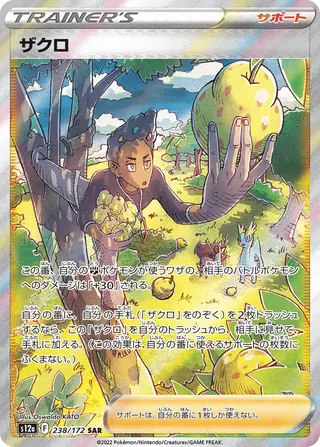 TRAINER'S
サポート
ザクロ
この番、自分の闘ポケモンが使うワザの、相手のバトルポケモン
へのダメージは「+30」される。
自分の番に、自分の手札(「ザクロ」をのぞく)を2枚トラッシュ
するなら、この「ザクロ」を自分のトラッシュから、相手に見せて、
手札に加える。(この効果は、自分の番に使えるサポートの枚数に
ふくまない。)
Illus. Oswaldo KATO
s12a F 238/172 SAR
サポートは、自分の番に1枚しか使えない。
©2022 Pokémon/Nintendo/Creatures/GAME FREAK.